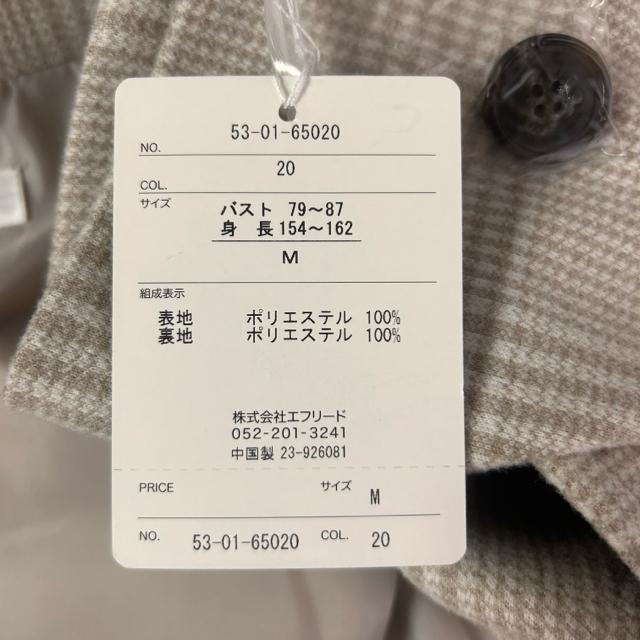 53-01-65020
NO.
20
COL.
サイズ
バスト 79～87
身 長 154～162
M
組成表示
表地 ポリエステル 100%
裏地 ポリエステル 100%
株式会社エフリード
052-201-3241
中国製 23-926081
PRICE サイズ M
NO. 53-01-65020 COL. 20